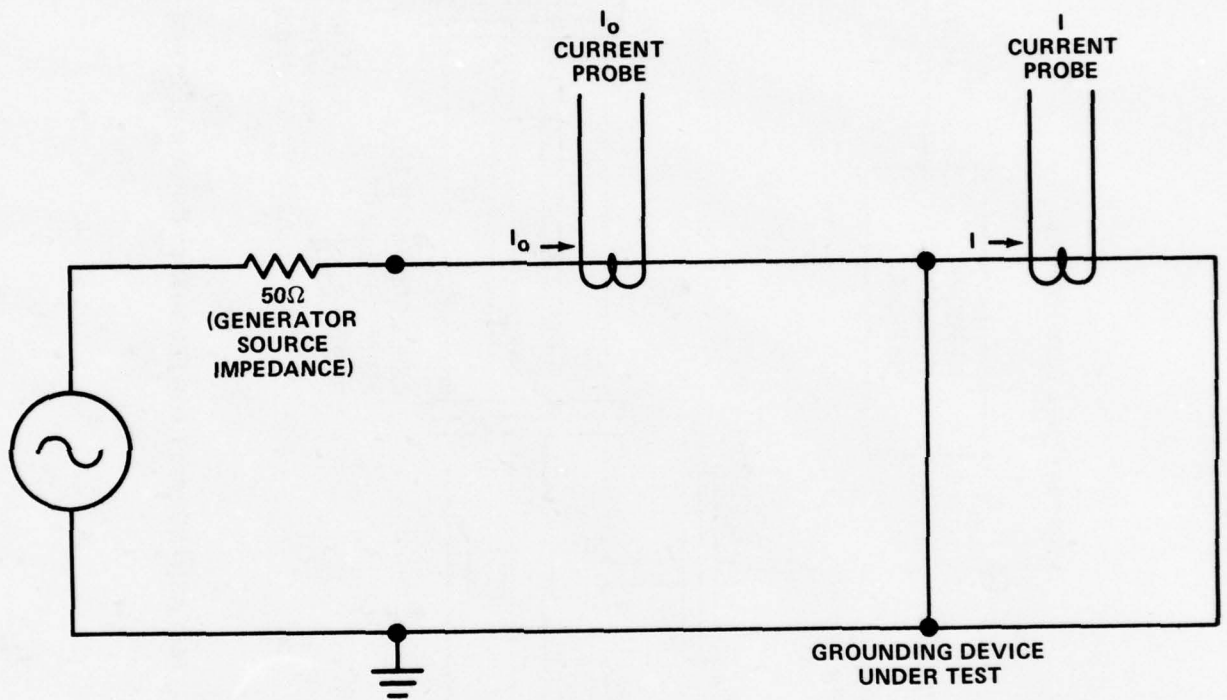 I₀
CURRENT
PROBE
I
CURRENT
PROBE
I₀
I
50Ω
(GENERATOR
SOURCE
IMPEDANCE)
GROUNDING DEVICE
UNDER TEST